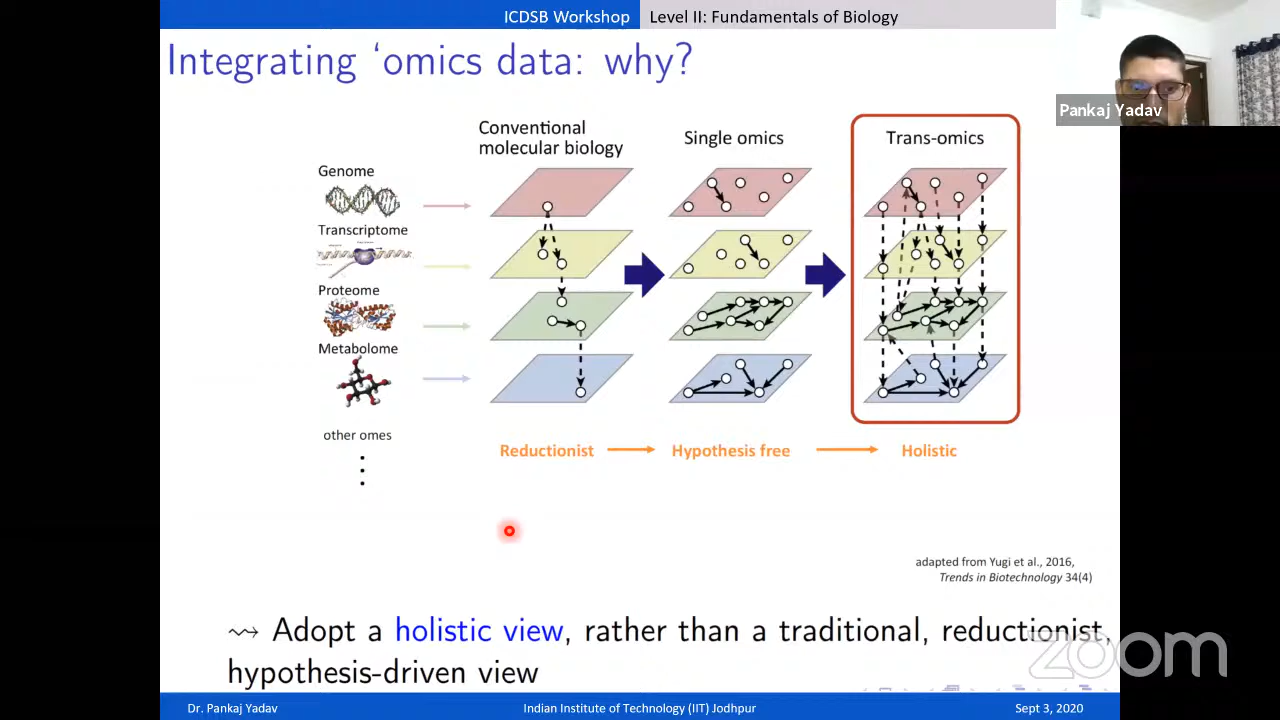 ICDSB Workshop
Level II: Fundamentals of Biology
Integrating ‘omics data: why?
Pankaj Yadav
Conventional
molecular biology
Single omics
Trans-omics
Genome
Transcriptome
Proteome
Metabolome
other omes
Reductionist
Hypothesis free
Holistic
adapted from Yugi et al., 2016,
Trends in Biotechnology 34(4)
⇝ Adopt a holistic view, rather than a traditional, reductionist,
hypothesis-driven view
zoom
Dr. Pankaj Yadav
Indian Institute of Technology (IIT) Jodhpur
Sept 3, 2020